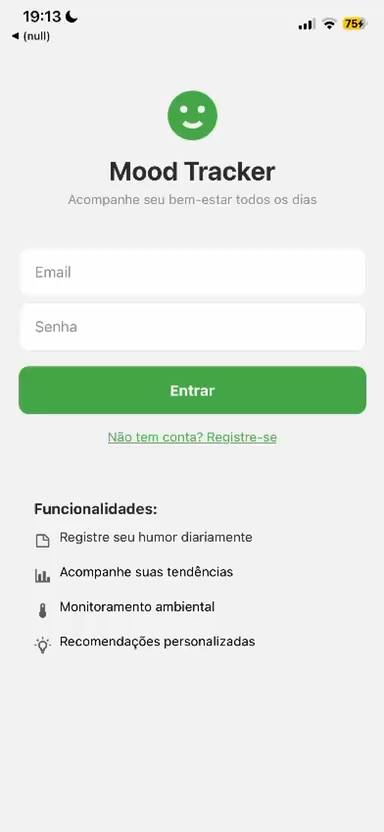 19:13
75
◀ (null)
Mood Tracker
Acompanhe seu bem-estar todos os dias
Email
Senha
Entrar
Não tem conta? Registre-se
Funcionalidades:
Registre seu humor diariamente
Acompanhe suas tendências
Monitoramento ambiental
Recomendações personalizadas